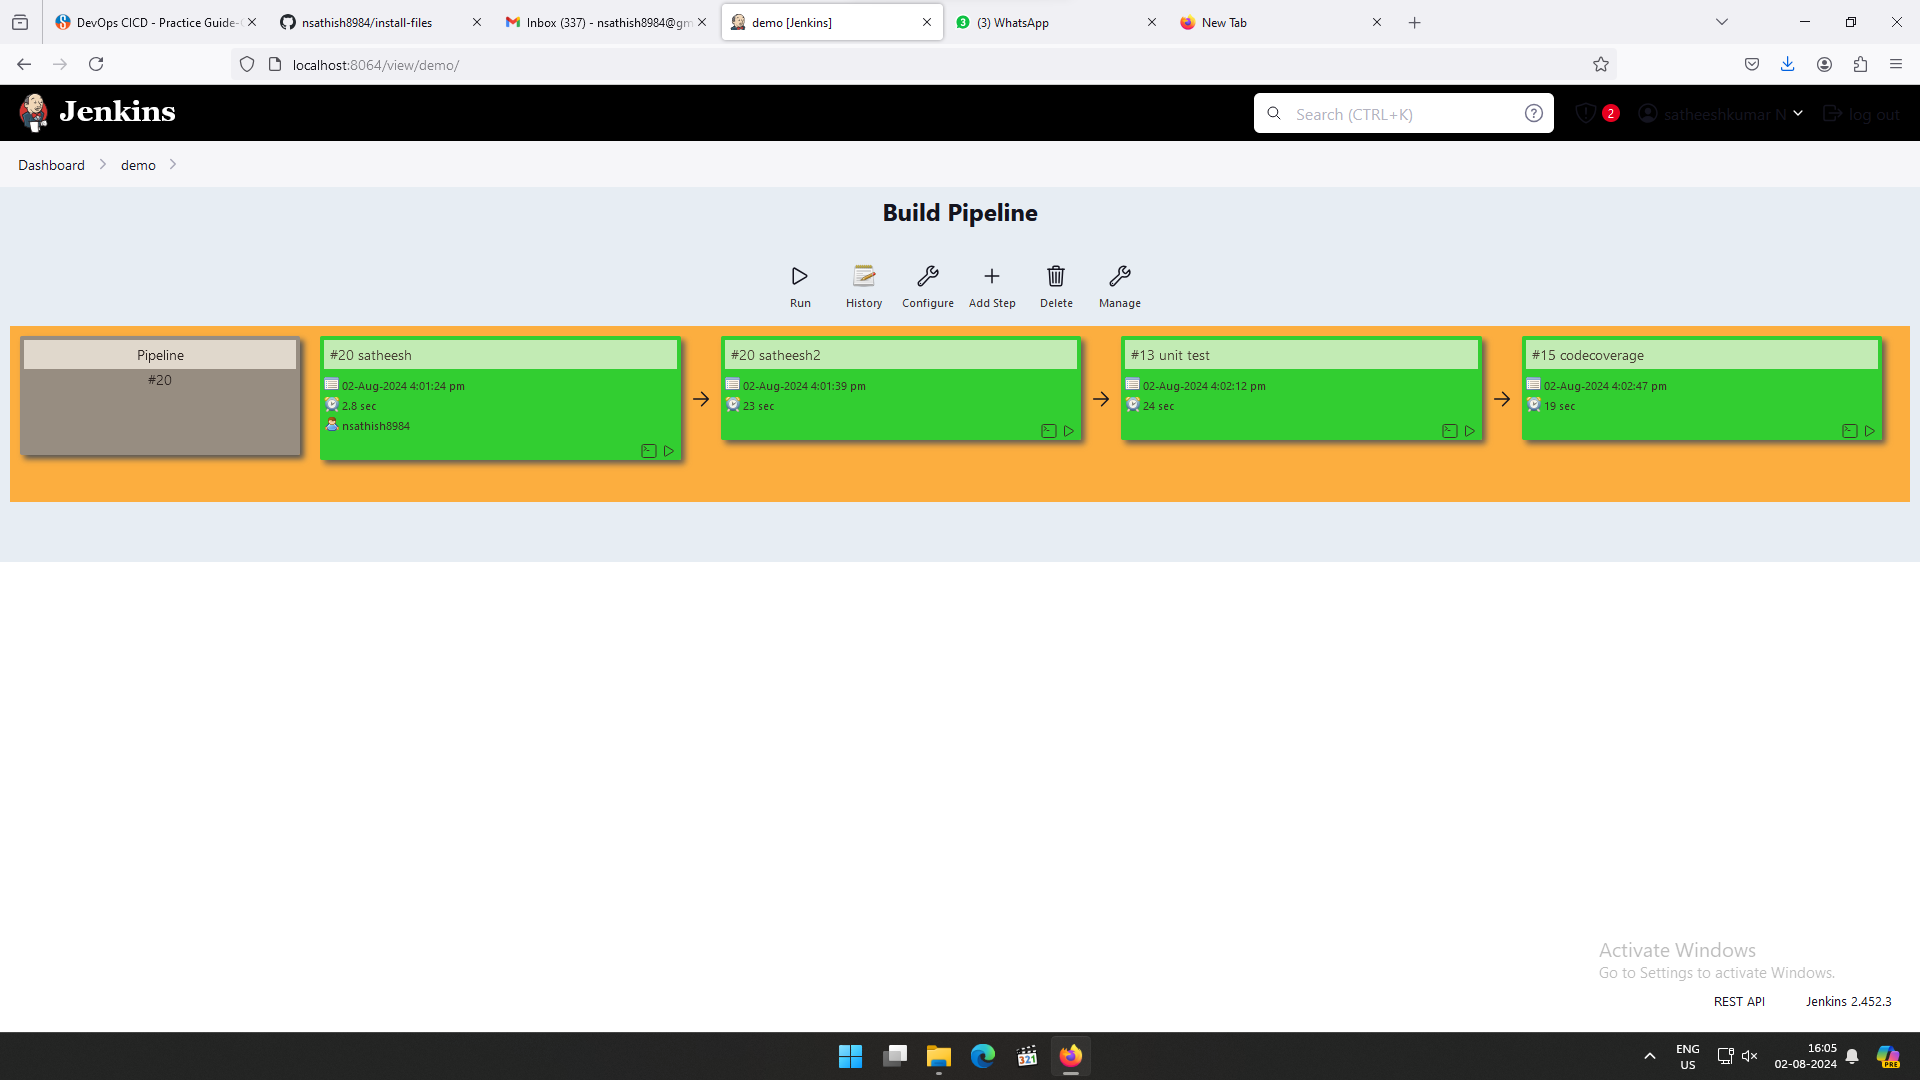 DevOps CICD - Practice Guide-
nsathish8984/install-files
Inbox (337) - nsathish8984@gm
demo [Jenkins]
3
(3) WhatsApp
New Tab
localhost:8064/view/demo/
Jenkins
Search (CTRL+K)
?
2
satheeshkumar N
log out
Dashboard
demo
Build Pipeline
Run
History
Configure
Add Step
Delete
Manage
Pipeline
#20
#20 satheesh
02-Aug-2024 4:01:24 pm
2.8 sec
nsathish8984
#20 satheesh2
02-Aug-2024 4:01:39 pm
23 sec
#13 unit test
02-Aug-2024 4:02:12 pm
24 sec
#15 codecoverage
02-Aug-2024 4:02:47 pm
19 sec
Activate Windows
Go to Settings to activate Windows.
REST API
Jenkins 2.452.3
321
ENG
US
16:05
02-08-2024
PRE